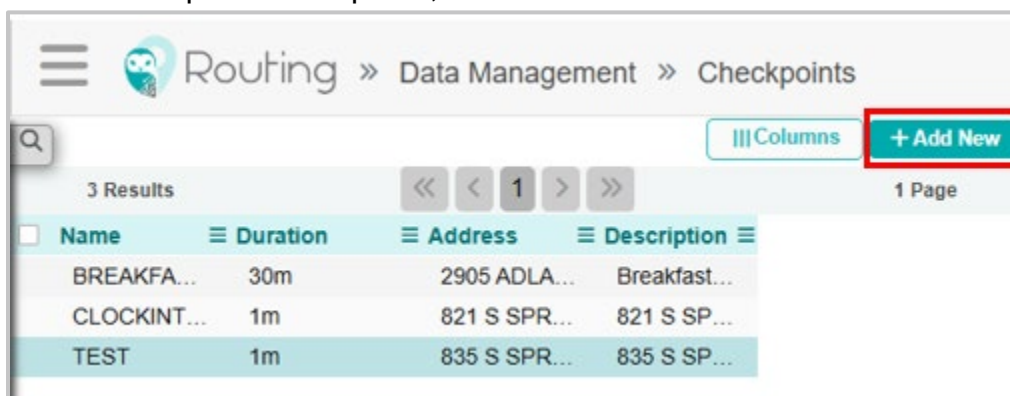 Routing » Data Management » Checkpoints
Columns + Add New
3 Results « < 1 > » 1 Page
Name Duration Address Description
BREAKFA... 30m 2905 ADLA... Breakfast...
CLOCKINT... 1m 821 S SPR... 821 S SP...
TEST 1m 835 S SPR... 835 S SP...